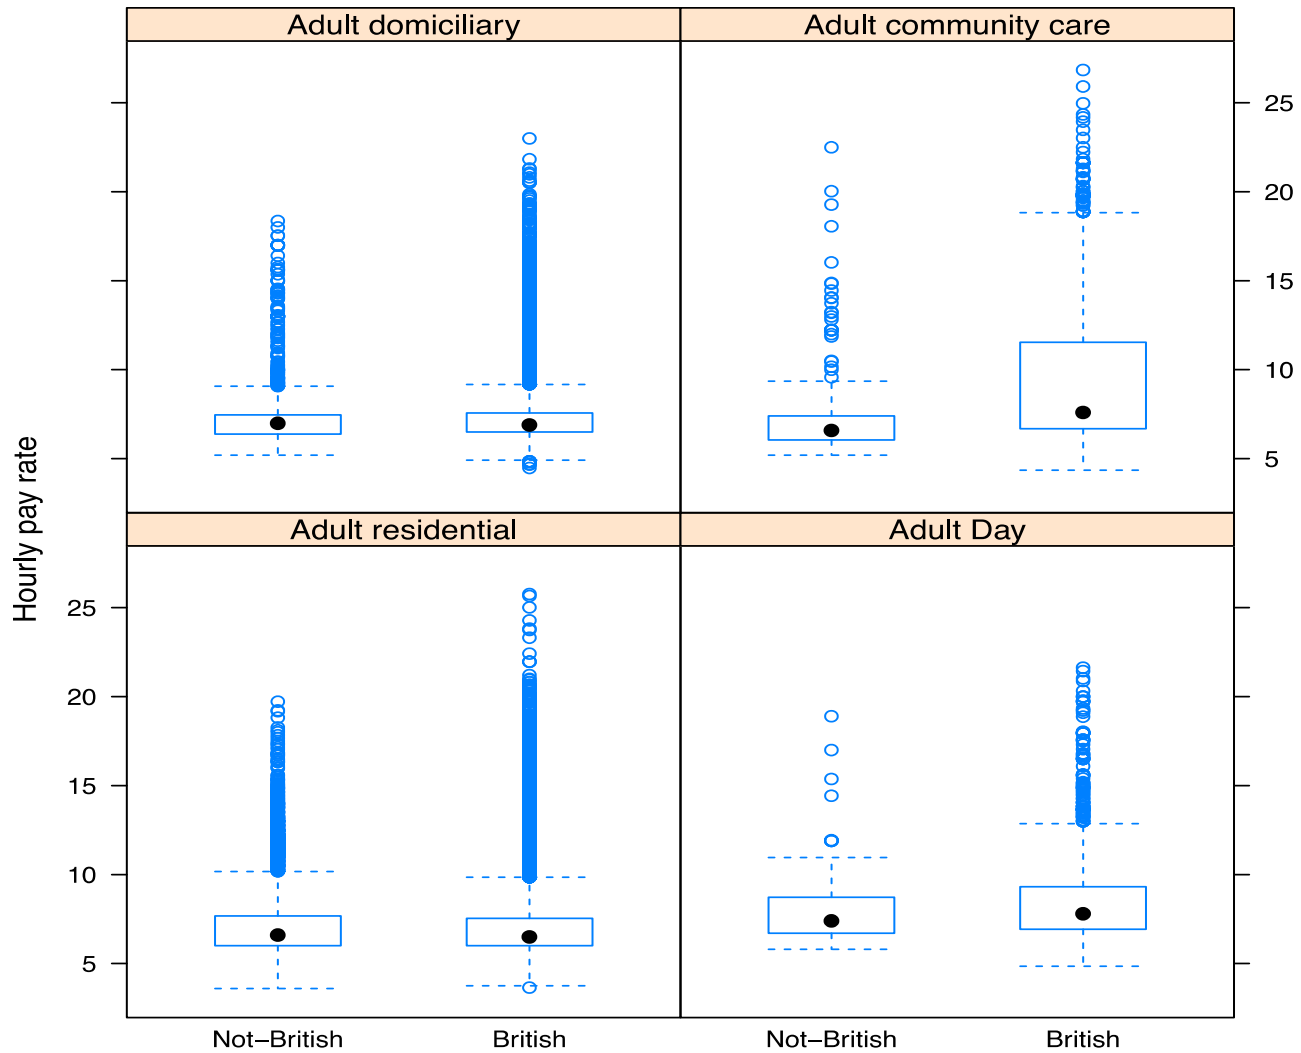 Adult domiciliary
Adult community care
25
20
15
10
5
Hourly pay rate
Adult residential
Adult Day
25
20
15
10
5
Not–British
British
Not–British
British